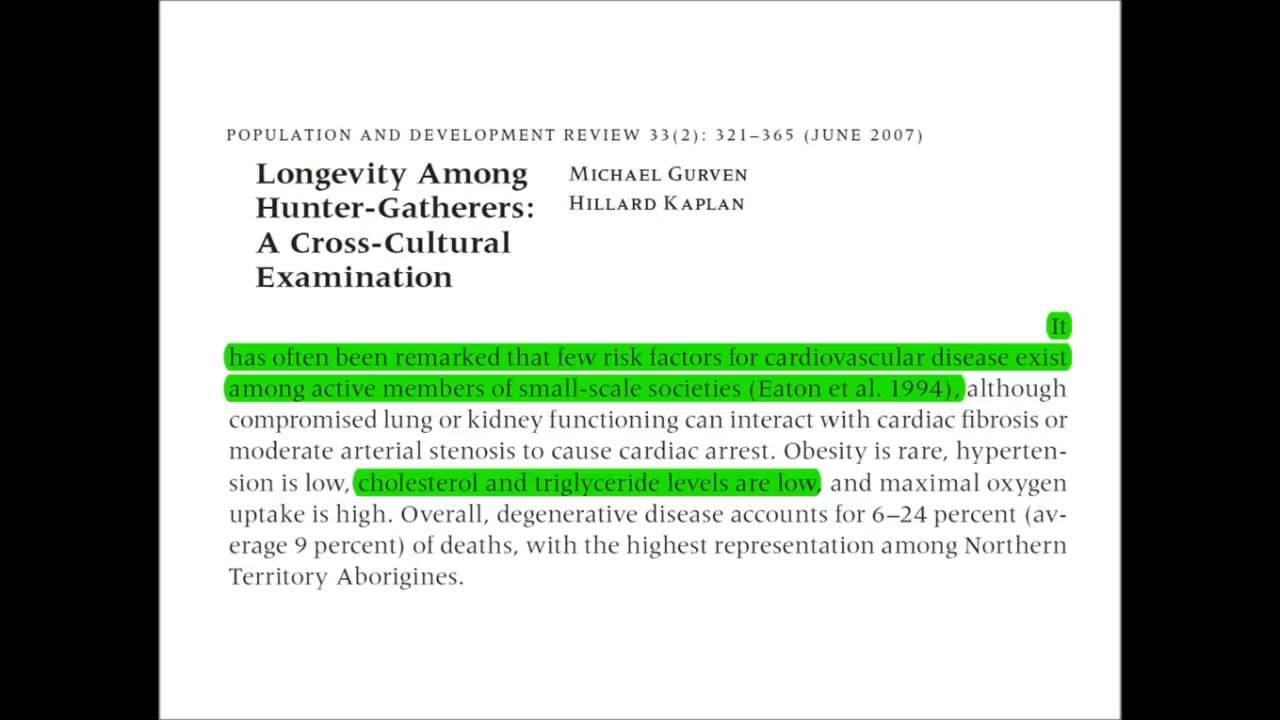 POPULATION AND DEVELOPMENT REVIEW 33(2): 321–365 (JUNE 2007)
Longevity Among
Hunter-Gatherers:
A Cross-Cultural
Examination
MICHAEL GURVEN
HILLARD KAPLAN
It
has often been remarked that few risk factors for cardiovascular disease exist
among active members of small-scale societies (Eaton et al. 1994), although
compromised lung or kidney functioning can interact with cardiac fibrosis or
moderate arterial stenosis to cause cardiac arrest. Obesity is rare, hyperten-
sion is low, cholesterol and triglyceride levels are low, and maximal oxygen
uptake is high. Overall, degenerative disease accounts for 6–24 percent (av-
erage 9 percent) of deaths, with the highest representation among Northern
Territory Aborigines.